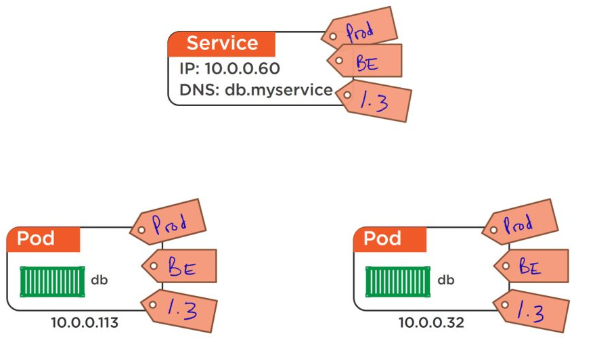 Service
IP: 10.0.0.60
DNS: db.myservice
Prod
BE
1.3
Pod
db
10.0.0.113
Prod
BE
1.3
Pod
db
10.0.0.32
Prod
BE
1.3